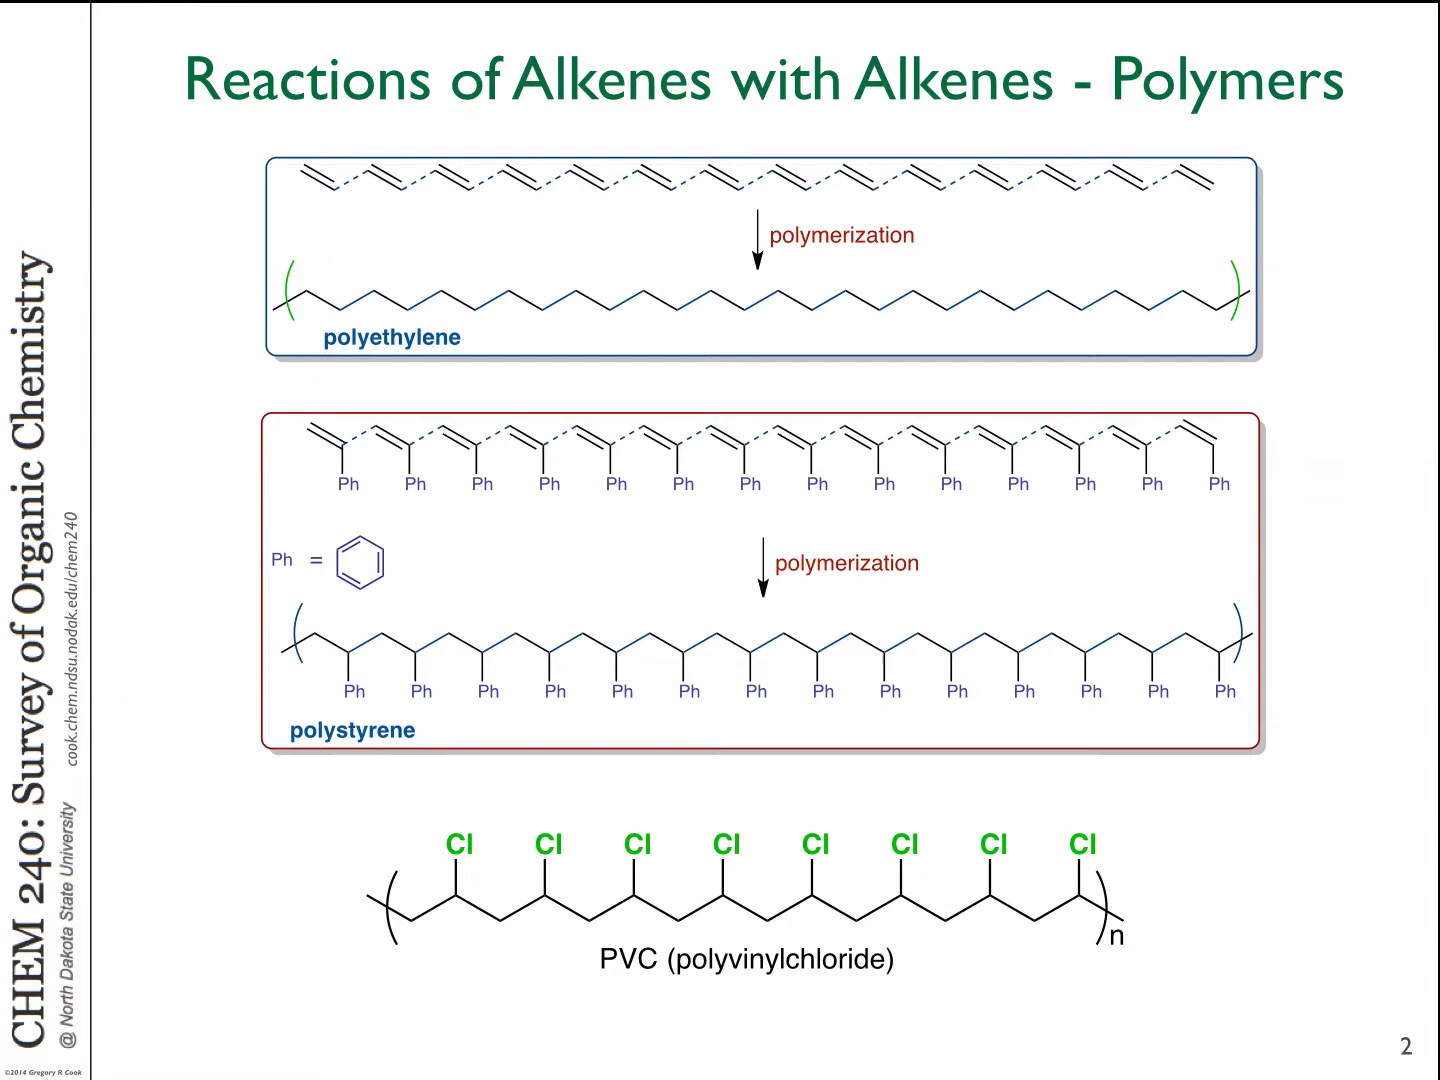 Reactions of Alkenes with Alkenes - Polymers
polymerization
polyethylene
Ph Ph Ph Ph Ph Ph Ph Ph Ph Ph Ph Ph Ph Ph
Ph =
polymerization
Ph Ph Ph Ph Ph Ph Ph Ph Ph Ph Ph Ph Ph Ph
polystyrene
Cl Cl Cl Cl Cl Cl Cl Cl
n
PVC (polyvinylchloride)
2
CHEM 240: Survey of Organic Chemistry
@ North Dakota State University cook.chem.ndsu.nodak.edu/chem240
©2014 Gregory R Cook